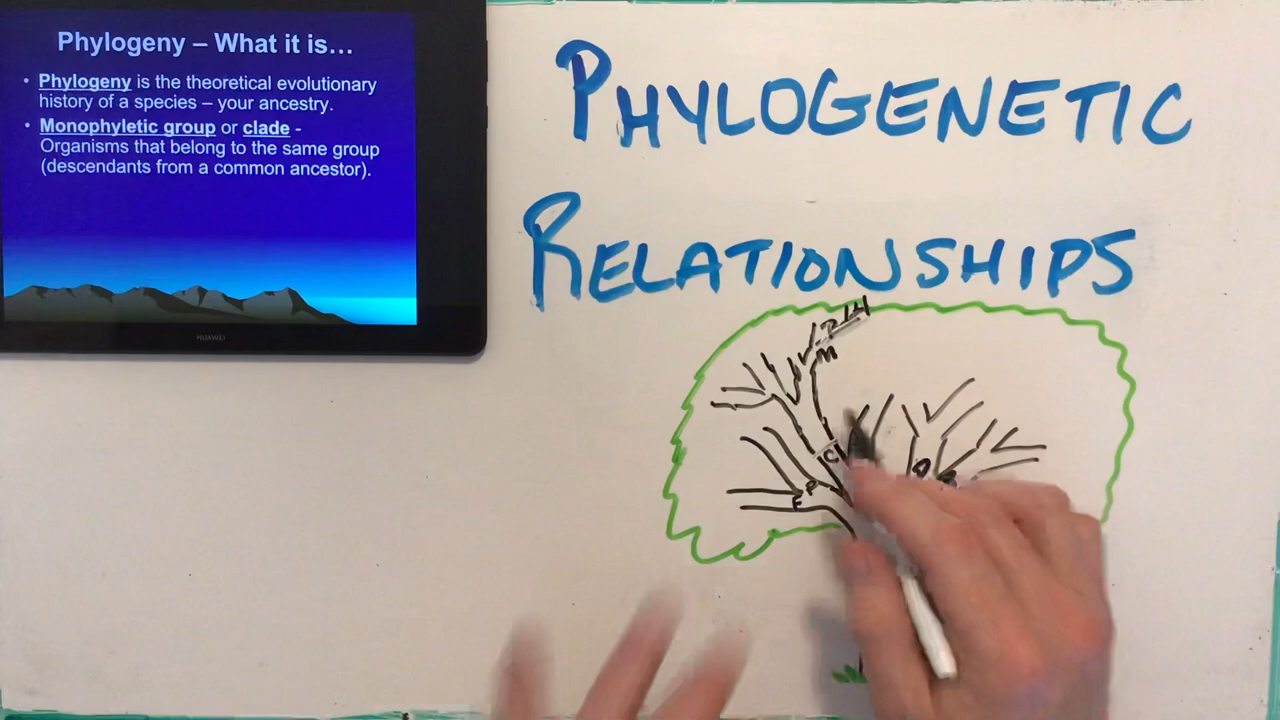 Phylogeny – What it is…
• Phylogeny is the theoretical evolutionary
history of a species – your ancestry.
• Monophyletic group or clade -
Organisms that belong to the same group
(descendants from a common ancestor).
HUAWEI
PHYLOGENETIC
RELATIONSHIPS
M
C
P
F